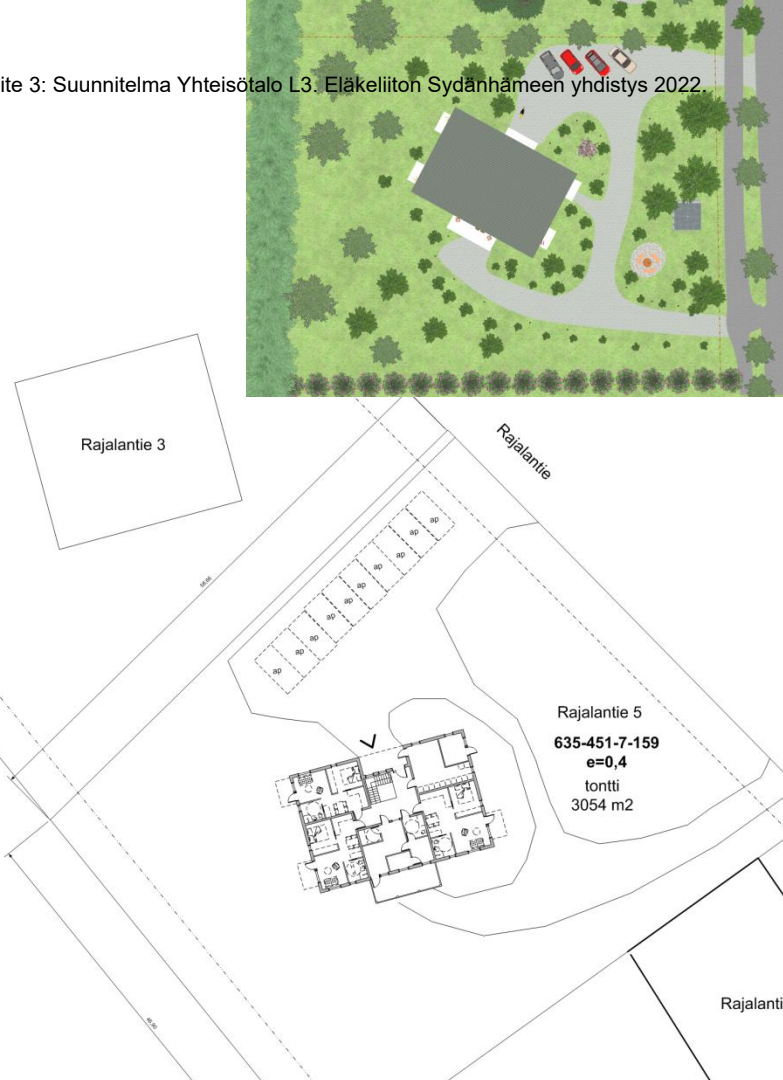 ite 3: Suunnitelma Yhteisötalo L3. Eläkeliiton Sydänhämeen yhdistys 2022.
Rajalantie 3
Rajalantie
ap
ap
ap
ap
ap
ap
ap
ap
ap
Rajalantie 5
635-451-7-159
e=0,4
tontti
3054 m2
Rajalanti